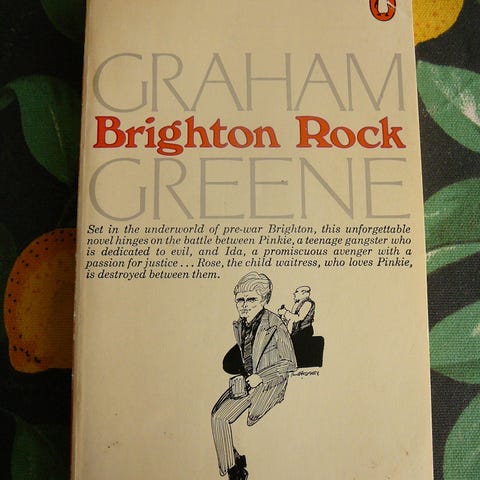 GRAHAM
Brighton Rock
GREENE
Set in the underworld of pre-war Brighton, this unforgettable
novel hinges on the battle between Pinkie, a teenage gangster who
is dedicated to evil, and Ida, a promiscuous avenger with a
passion for justice ... Rose, the child waitress, who loves Pinkie,
is destroyed between them.